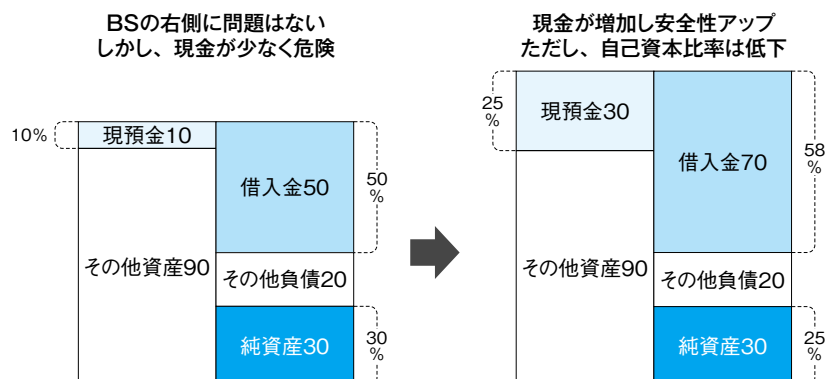 BSの右側に問題はない
しかし、現金が少なく危険
10%
現預金10
その他資産90
借入金50
その他負債20
純資産30
50
%
30
%
現金が増加し安全性アップ
ただし、自己資本比率は低下
25
%
現預金30
その他資産90
借入金70
その他負債20
純資産30
58
%
25
%